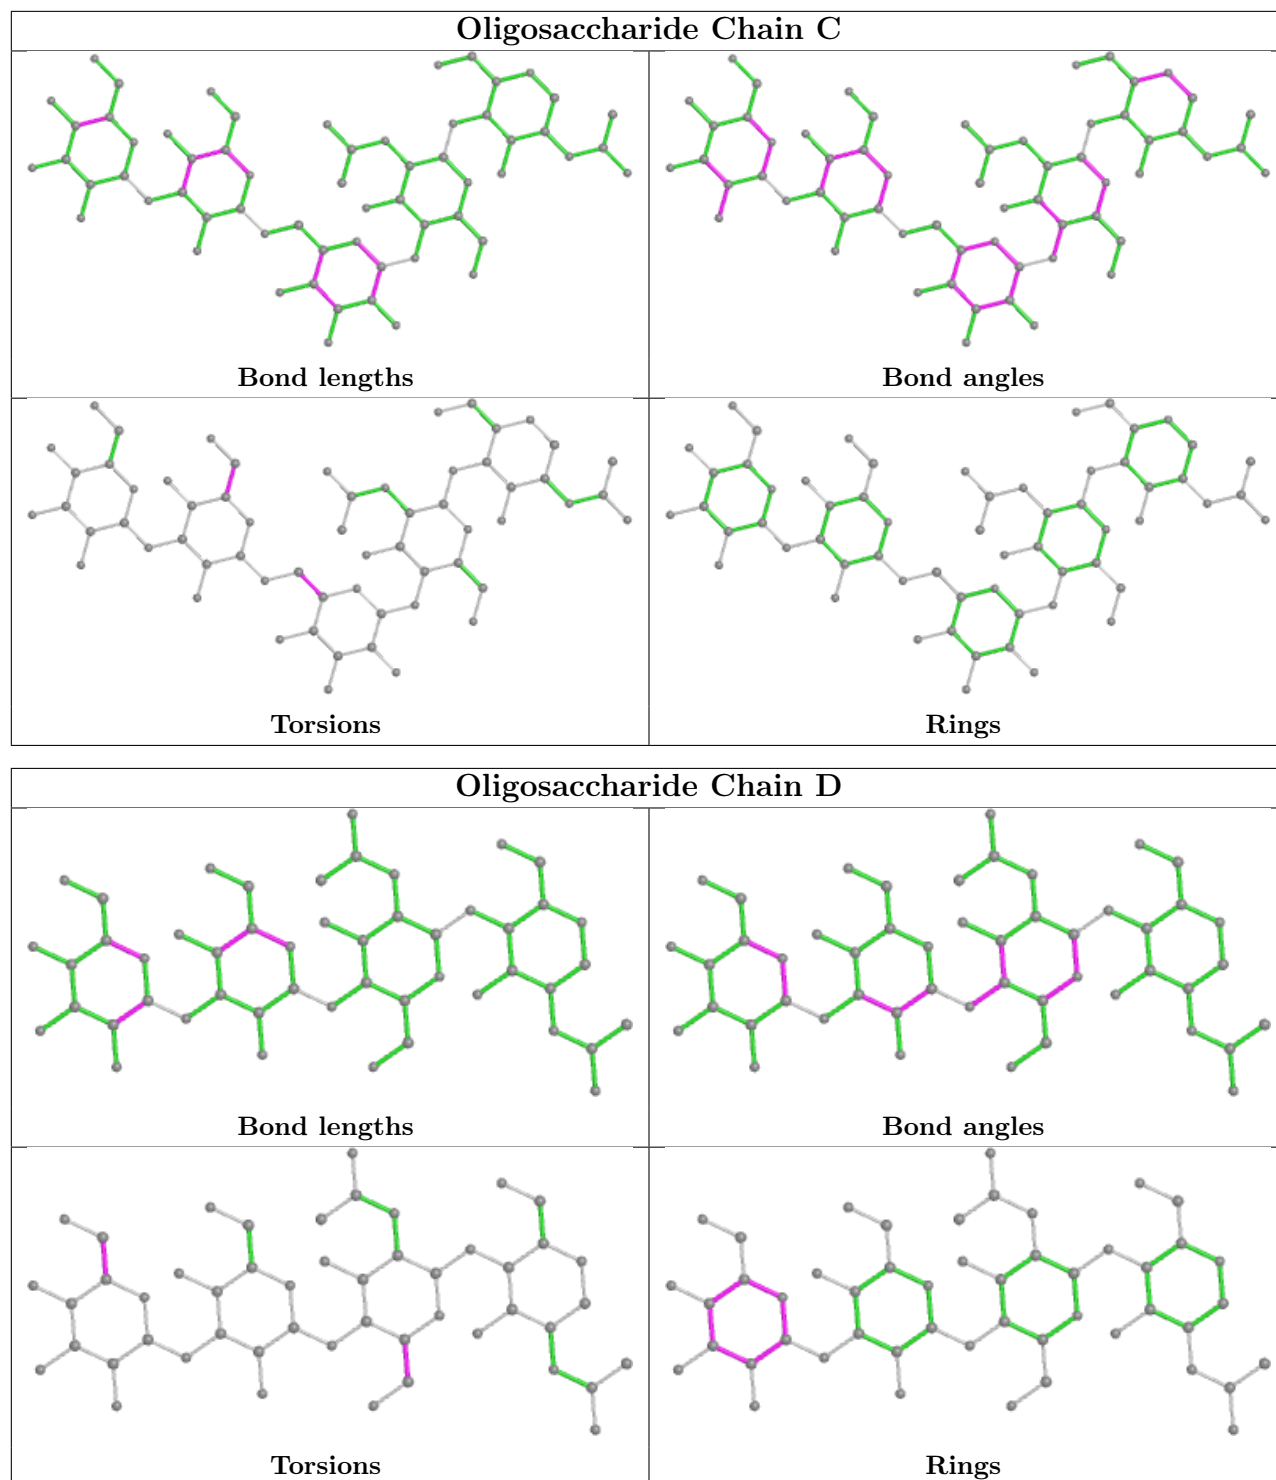 Oligosaccharide Chain C
Bond lengths
Bond angles
Torsions
Rings
Oligosaccharide Chain D
Bond lengths
Bond angles
Torsions
Rings